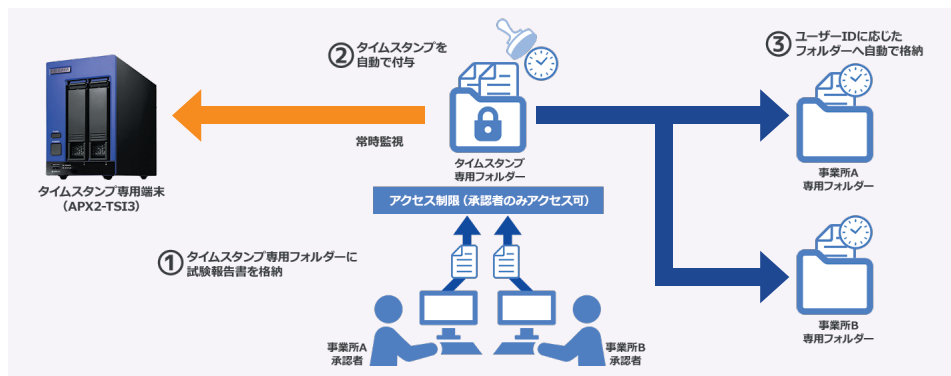 ② タイムスタンプを
自動で付与
③ ユーザーIDに応じた
フォルダーへ自動で格納
常時監視
タイムスタンプ
専用フォルダー
タイムスタンプ専用端末
（APX2-TSI3）
事業所A
専用フォルダー
アクセス制限（承認者のみアクセス可）
① タイムスタンプ専用フォルダーに
試験報告書を格納
事業所A
承認者
事業所B
承認者
事業所B
専用フォルダー